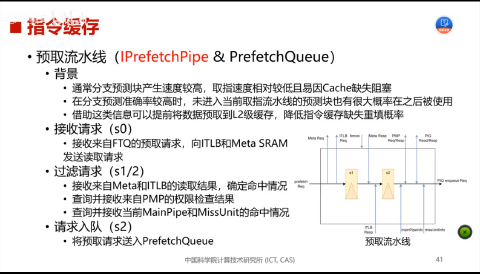 指令缓存
• 预取流水线（IPrefetchPipe & PrefetchQueue）
• 背景
• 通常分支预测块产生速度较高，取指速度相对较低且易因Cache缺失阻塞
• 在分支预测准确率较高时，未进入当前取指流水线的预测块也有很大概率在之后被使用
• 借助这类信息可以提前将数据预取到L2级缓存，降低指令缓存缺失重填概率
• 接收请求（s0）
• 接收来自FTQ的预取请求，向ITLB和Meta SRAM
发送读取请求
• 过滤请求（s1/2）
• 接收来自Meta和ITLB的读取结果，确定命中情况
• 查询并接收来自PMP的权限检查结果
• 查询并接收当前MainPipe和MissUnit的命中情况
• 请求入队（s2）
• 将预取请求送入PrefetchQueue
Meta Req
ITLB
Req
fence
Meta Resp
PMP
Req/Resp
PIQ
Read/Resp
prefetch
Req
s1
s2
PIQ enqueue Req
ITLB
Resp
mainPipeInfo
missUnitInfo
预取流水线
中国科学院计算技术研究所 (ICT, CAS)
41